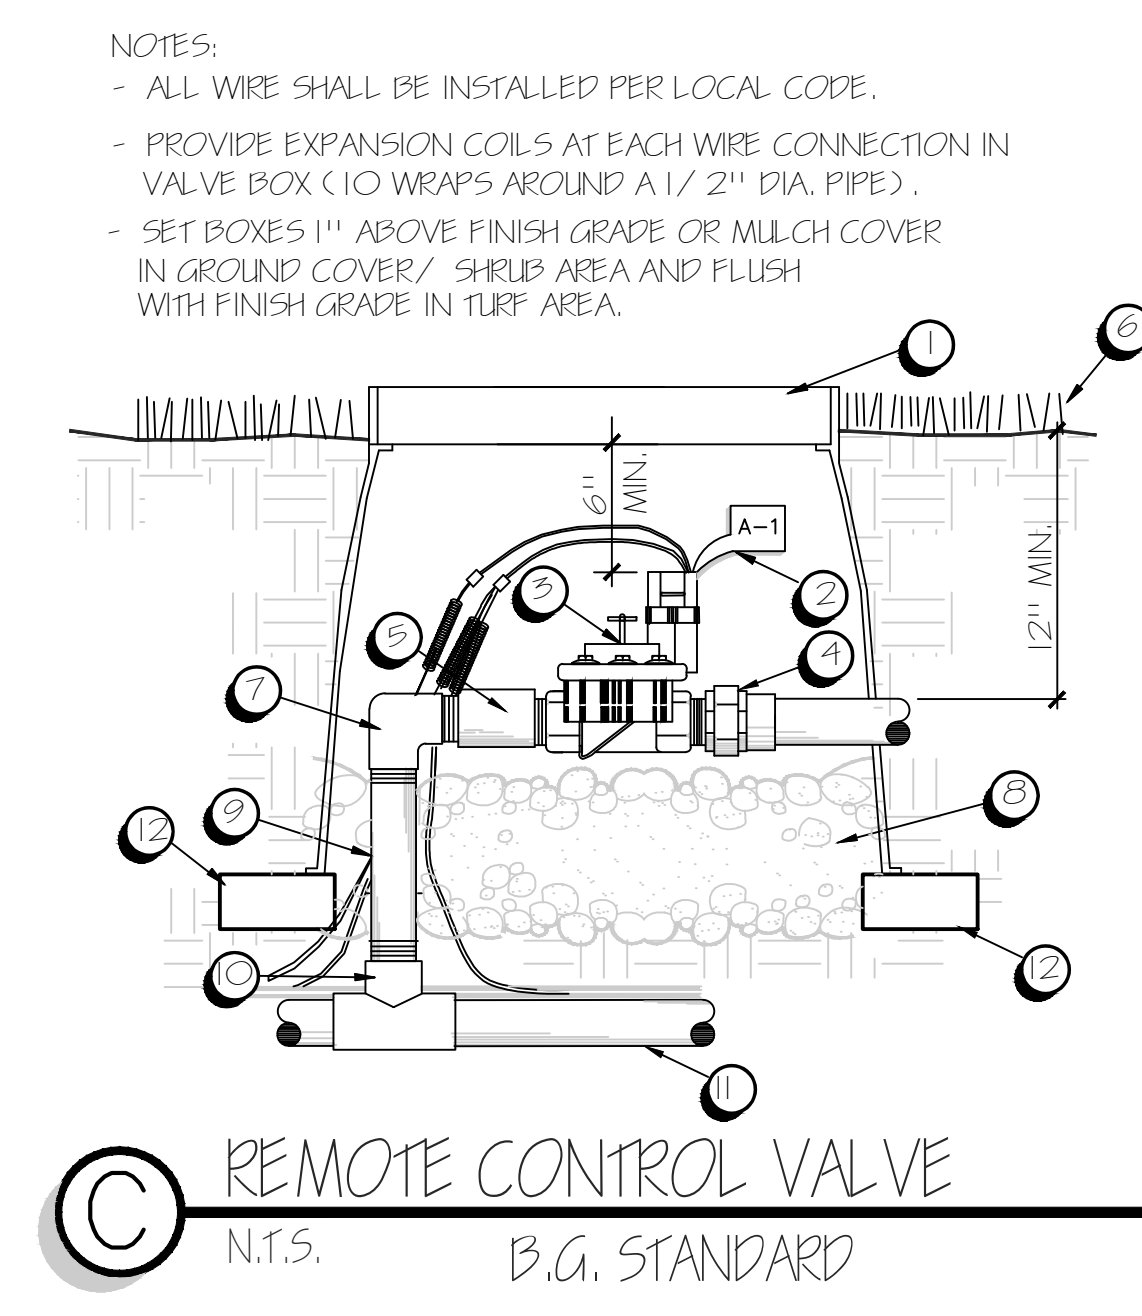 NOTES:
- ALL WIRE SHALL BE INSTALLED PER LOCAL CODE.
- PROVIDE EXPANSION COILS AT EACH WIRE CONNECTION IN
VALVE BOX (10 WRAPS AROUND A 1/2" DIA. PIPE).
- SET BOXES 1" ABOVE FINISH GRADE OR MULCH COVER
IN GROUND COVER/ SHRUB AREA AND FLUSH
WITH FINISH GRADE IN TURF AREA.
1
6
6" MIN.
A-1
12" MIN.
3
2
5
4
7
8
9
12
10
12
11
C
REMOTE CONTROL VALVE
N.T.S.
B.G. STANDARD